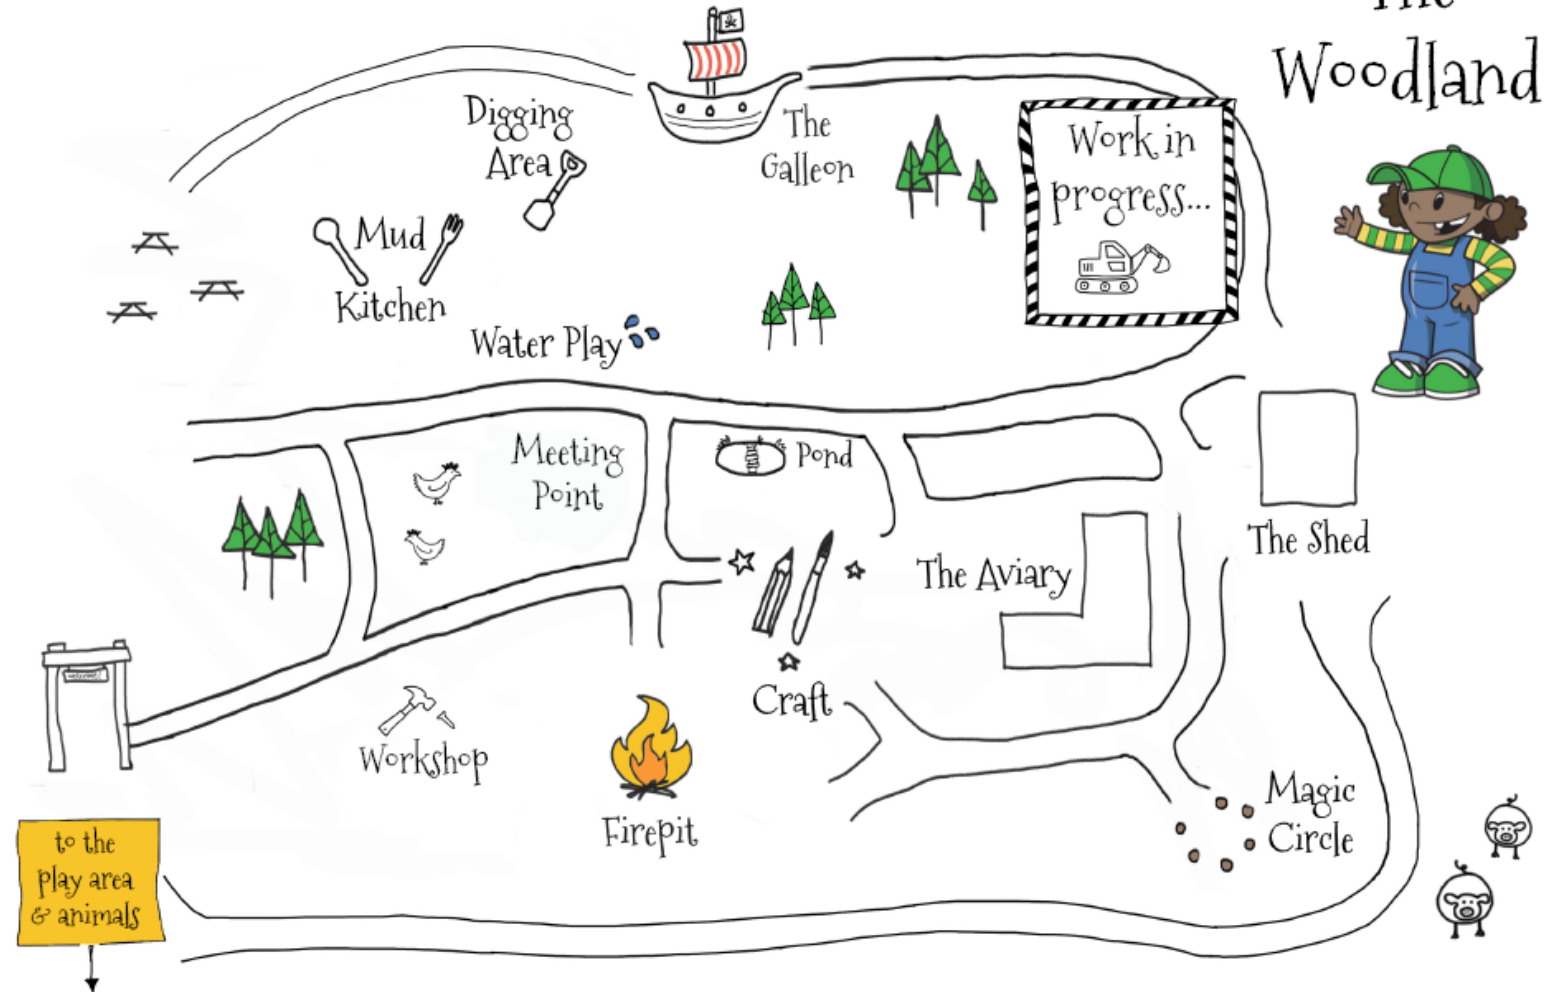 The
Woodland
Digging
Area
The
Galleon
Work in
progress...
Mud
Kitchen
Water Play
Meeting
Point
Pond
The Shed
The Aviary
welcome!
Craft
Workshop
Firepit
Magic
Circle
to the
play area
& animals